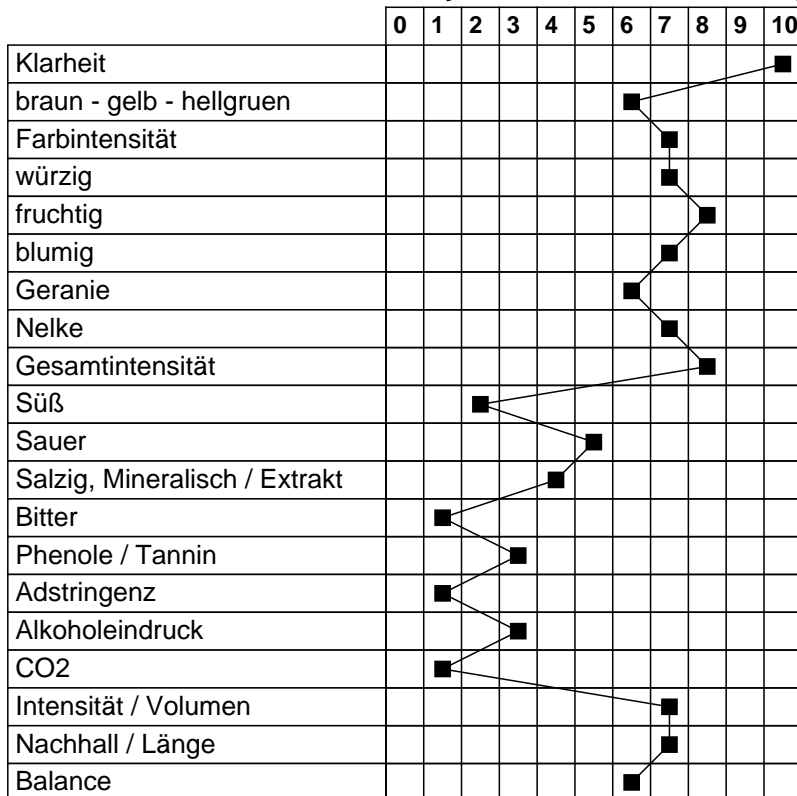 0 1 2 3 4 5 6 7 8 9 10
Klarheit
braun - gelb - hellgruen
Farbintensität
würzig
fruchtig
blumig
Geranie
Nelke
Gesamtintensität
Süß
Sauer
Salzig, Mineralisch / Extrakt
Bitter
Phenole / Tannin
Adstringenz
Alkoholeindruck
CO2
Intensität / Volumen
Nachhall / Länge
Balance